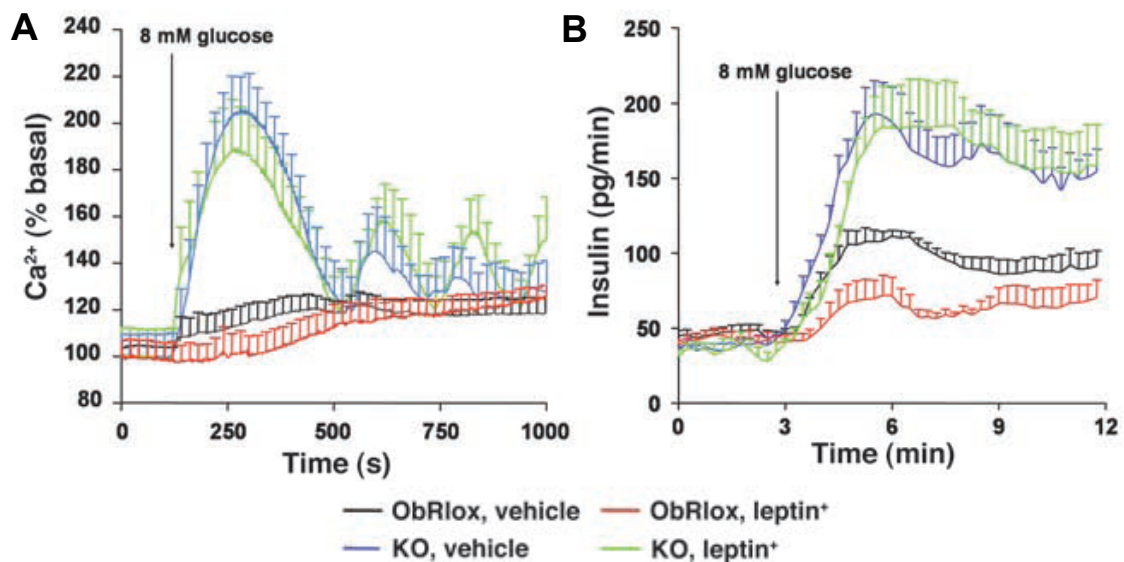 A
8 mM glucose
Ca²⁺ (% basal)
240
220
200
180
160
140
120
100
80
0
250
500
750
1000
Time (s)
B
8 mM glucose
Insulin (pg/min)
250
200
150
100
50
0
0
3
6
9
12
Time (min)
ObRlox, vehicle
ObRlox, leptin⁺
KO, vehicle
KO, leptin⁺